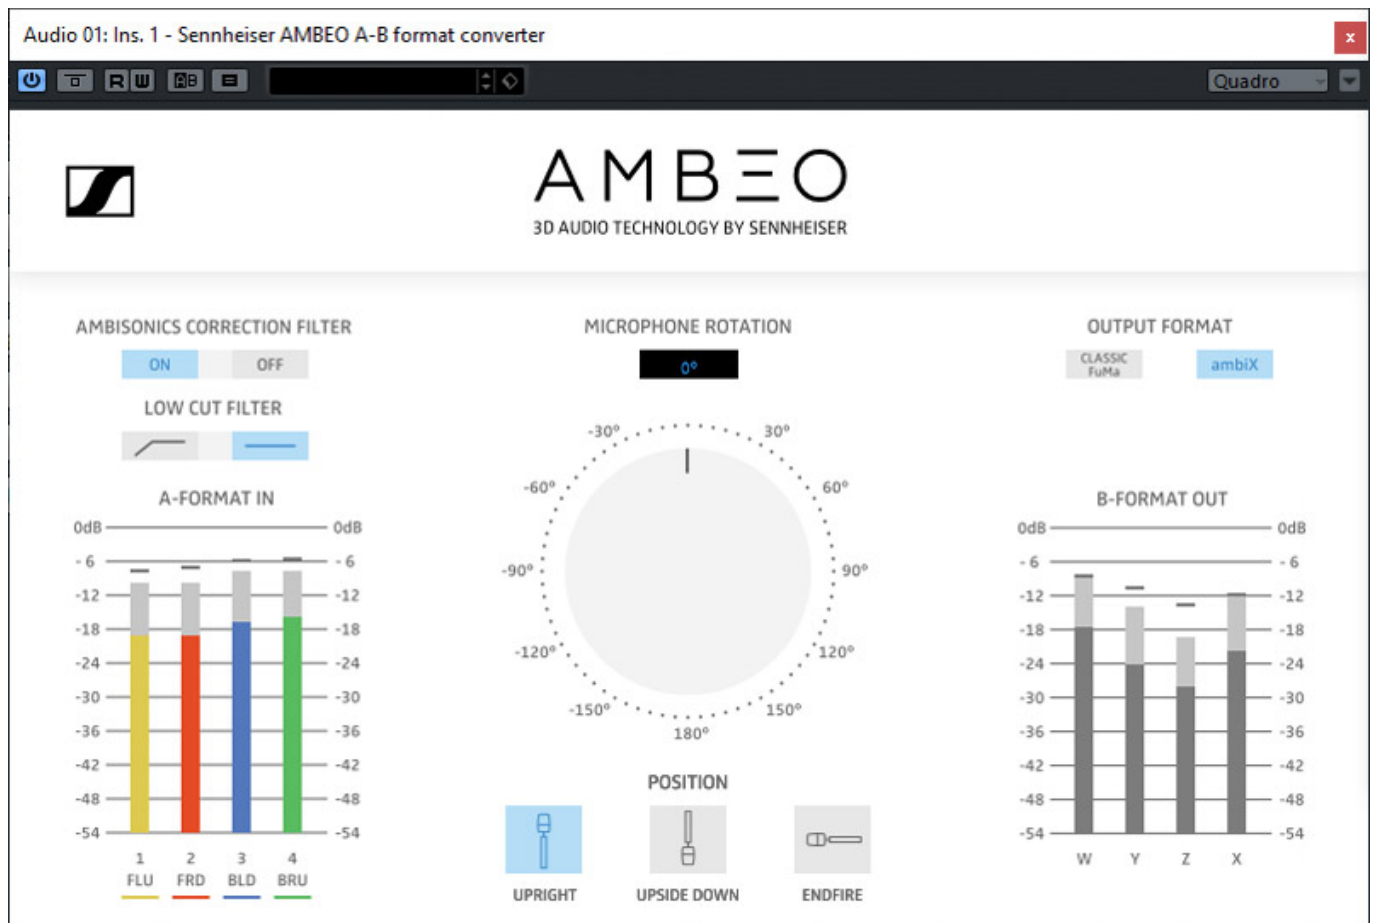 Audio 01: Ins. 1 - Sennheiser AMBEO A-B format converter
x
R W AB Quadro
AMBEO
3D AUDIO TECHNOLOGY BY SENNHEISER
AMBISONICS CORRECTION FILTER
ON OFF
LOW CUT FILTER
A-FORMAT IN
0dB 0dB
- 6 - 6
-12 -12
-18 -18
-24 -24
-30 -30
-36 -36
-42 -42
-48 -48
-54 -54
1 2 3 4
FLU FRD BLD BRU
MICROPHONE ROTATION
0°
-30° 30°
-60° 60°
-90° 90°
-120° 120°
-150° 150°
180°
POSITION
UPRIGHT UPSIDE DOWN ENDFIRE
OUTPUT FORMAT
CLASSIC
FuMa
ambiX
B-FORMAT OUT
0dB 0dB
- 6 - 6
-12 -12
-18 -18
-24 -24
-30 -30
-36 -36
-42 -42
-48 -48
-54 -54
W Y Z X